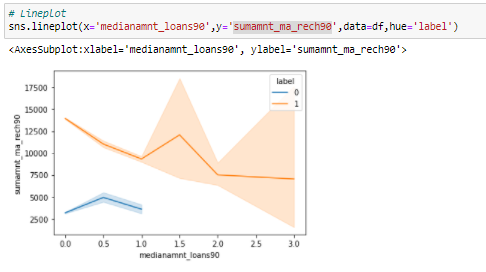 # Lineplot
sns.lineplot(x='medianamnt_loans90',y='sumamnt_ma_rech90',data=df,hue='label')
<AxesSubplot:xlabel='medianamnt_loans90', ylabel='sumamnt_ma_rech90'>
label
0
1
17500
15000
12500
10000
7500
5000
2500
sumamnt_ma_rech90
0.0 0.5 1.0 1.5 2.0 2.5 3.0
medianamnt_loans90